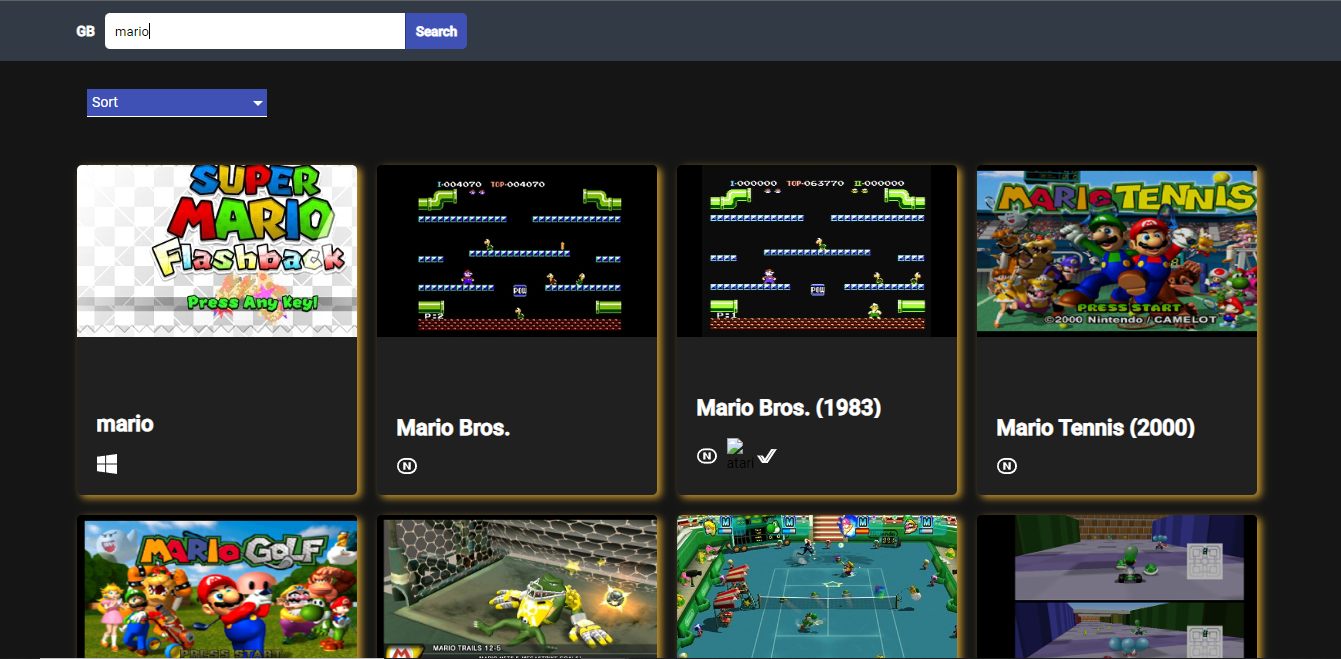 GB mario Search
Sort
SUPER
MARIO
Flashback
Press Any Key!
I-004070 TOP-004070
POW
P=2
I-000000 TOP-063770 II-000000
POW
P=1
MARIO TENNIS
PRESS START
©2000 Nintendo / CAMELOT
mario
Mario Bros.
N
Mario Bros. (1983)
N atari
Mario Tennis (2000)
N
MARIO GOLF
PRESS START
MARIO TRAILS 12-5